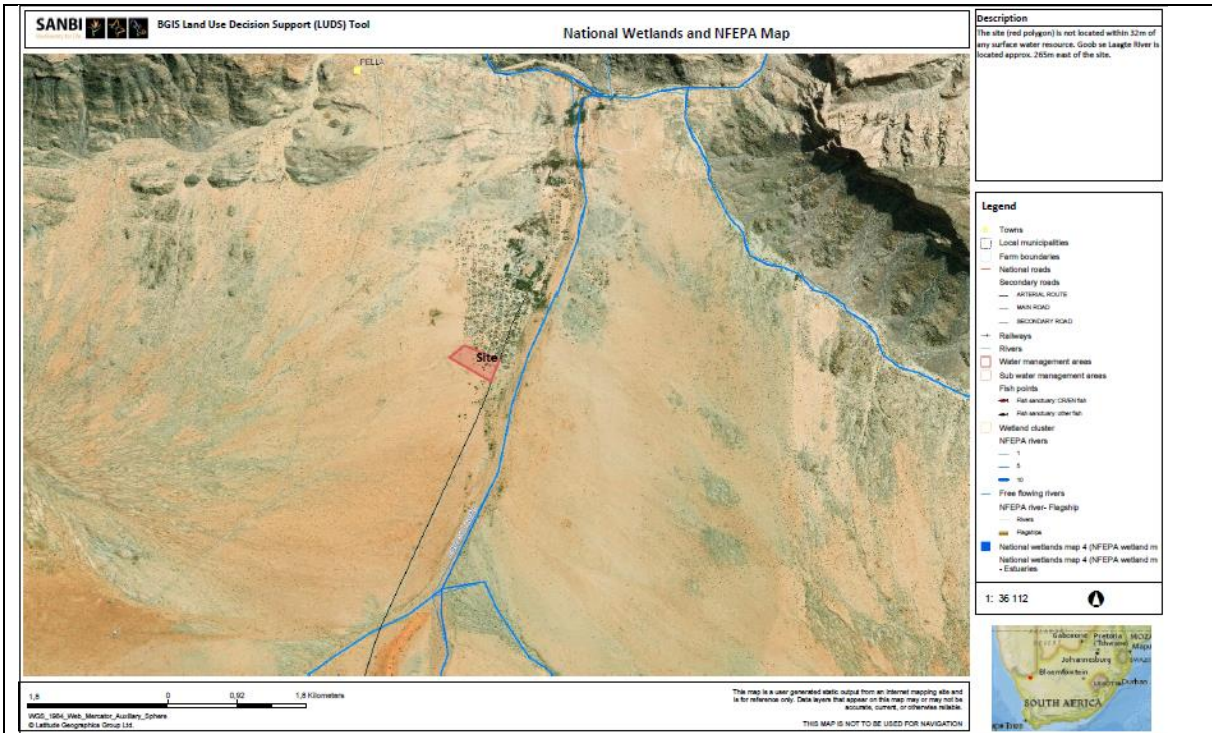 SANBI
BGIS Land Use Decision Support (LUDS) Tool
National Wetlands and NFEPA Map
PELLA
Site
Description
The site (red polygon) is not located within 32m of
any surface water resource. Goob se Laagte River is
located approx. 265m east of the site.
Legend
Towns
Local municipalities
Farm boundaries
National roads
Secondary roads
ARTERIAL ROUTE
MAIN ROAD
SECONDARY ROAD
Railways
Rivers
Water management areas
Sub water management areas
Fish points
Fish sanctuary: CR/EN fish
Fish sanctuary: other fish
Wetland cluster
NFEPA rivers
1
5
10
Free flowing rivers
NFEPA river- Flagship
Rivers
Flagships
National wetlands map 4 (NFEPA wetland m
National wetlands map 4 (NFEPA wetland m
- Estuaries
1: 36 112
Gaborone Pretoria MOZA
(Tshwane) Mapu
Johannesburg
Bloemfontein
LESOTHO Durban
SOUTH AFRICA
1,8 0 0,92 1,8 Kilometers
WGS_1984_Web_Mercator_Auxiliary_Sphere
© Latitude Geographics Group Ltd.
This map is a user generated static output from an Internet mapping site and
is for reference only. Data layers that appear on this map may or may not be
accurate, current, or otherwise reliable.
THIS MAP IS NOT TO BE USED FOR NAVIGATION